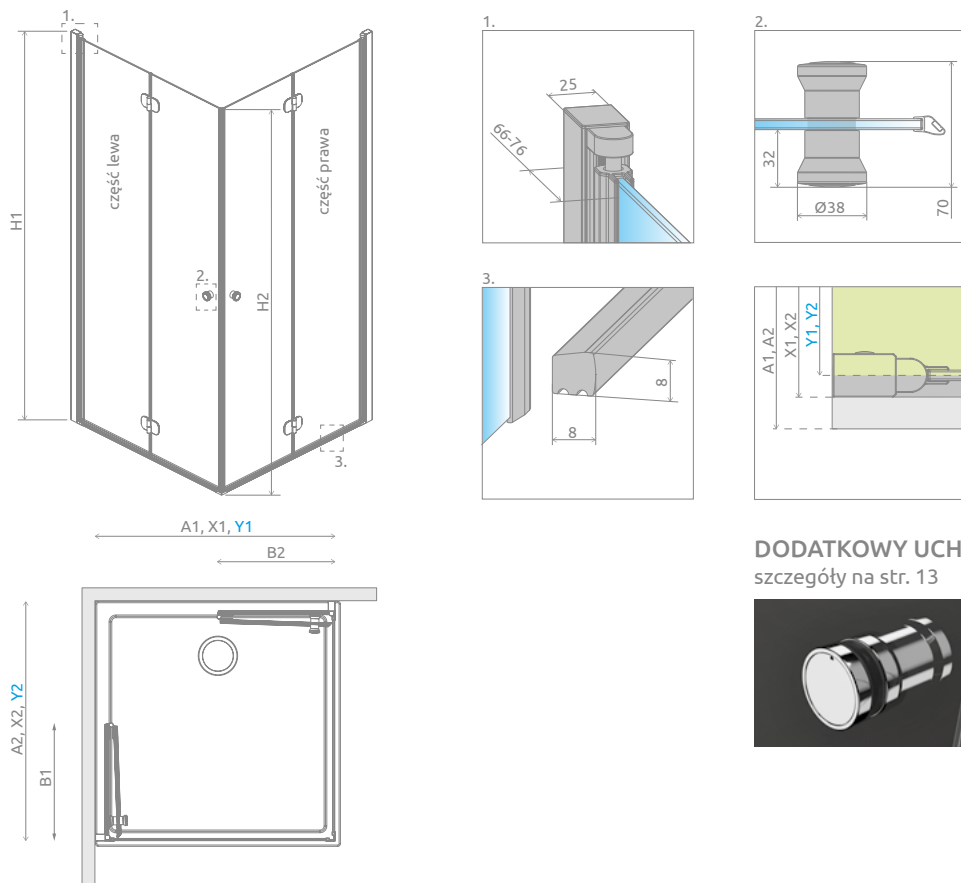 1.
H1
część lewa
część prawa
2.
H2
3.
1.
25
66-76
2.
32
Ø38
70
3.
8
8
A1, A2
X1, X2
Y1, Y2
A1, X1, Y1
B2
A2, X2, Y2
B1
DODATKOWY UCH
szczegóły na str. 13